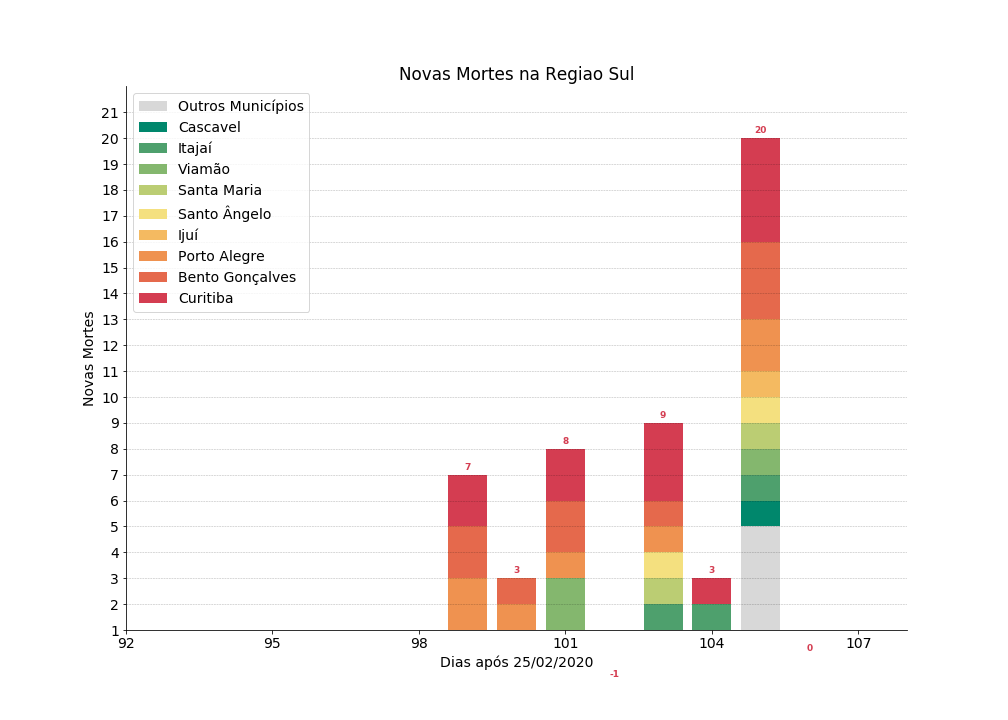 Novas Mortes na Regiao Sul
Outros Municípios
Cascavel
Itajaí
Viamão
Santa Maria
Santo Ângelo
Ijuí
Porto Alegre
Bento Gonçalves
Curitiba
Novas Mortes
21
20
19
18
17
16
15
14
13
12
11
10
9
8
7
6
5
4
3
2
1
7
3
8
-1
9
3
20
0
92 95 98 101 104 107
Dias após 25/02/2020